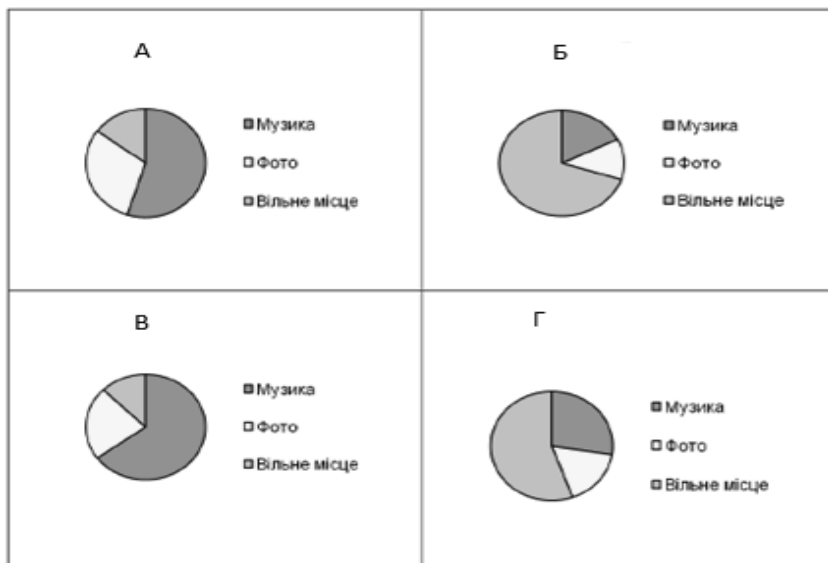 А
Музика
Фото
Вільне місце
Б
Музика
Фото
Вільне місце
В
Музика
Фото
Вільне місце
Г
Музика
Фото
Вільне місце